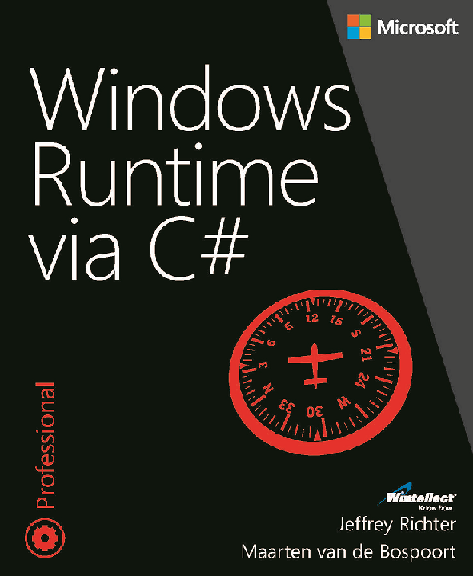 Microsoft
Windows
Runtime
via C#
3 6 6 12 15 S 21 24 W 30 33 N
Professional
Wintellect
Jeffrey Richter
Maarten van de Bospoort